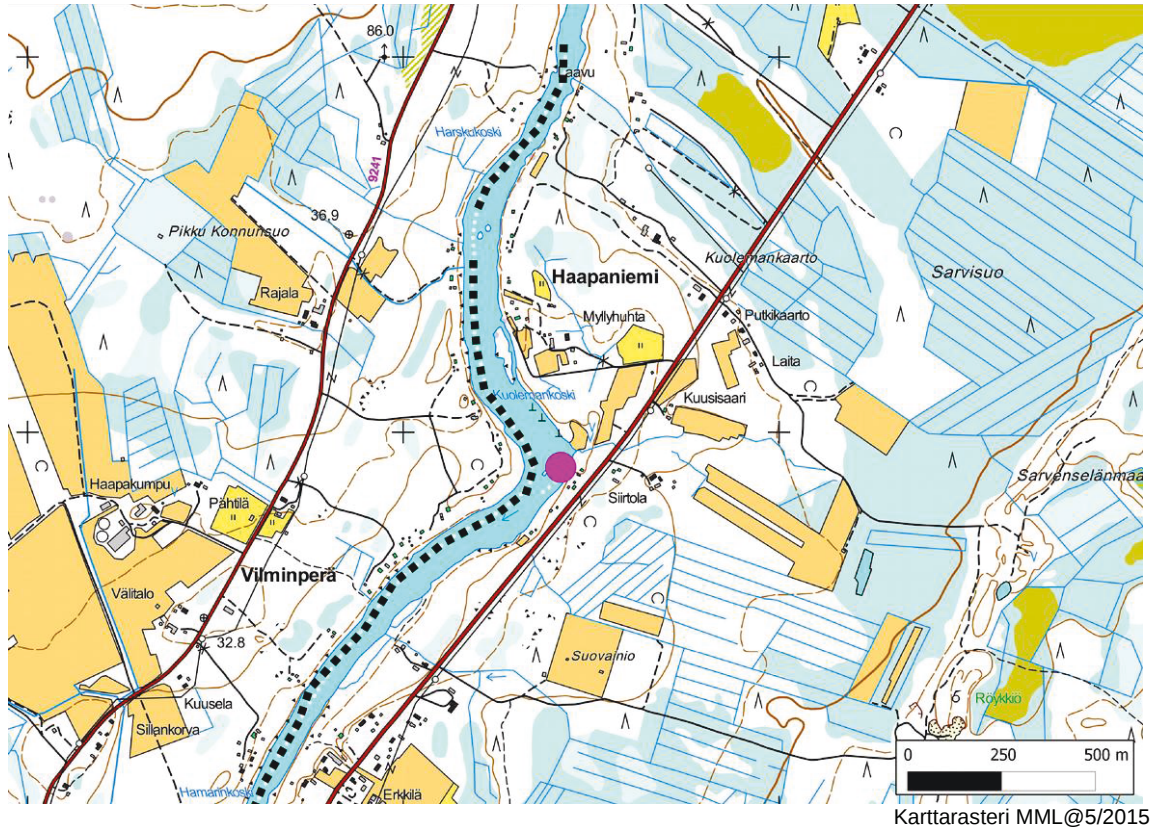 86.0
Laavu
Harskukoski
9241
36.9
Pikku Konnunsuo
Kuolemankaarto
Sarvisuo
Haapaniemi
Rajala
Myllyhuhta
Putkikaarto
Laita
Kuolemankoski
Kuusisaari
Sarvenselänmaa
Haapakumpu
Pähtilä
Siirtola
Vilminperä
Välitalo
32.8
Suovainio
Kuusela
5
Röykkiö
Sillankorva
0 250 500 m
Hamarinkoski
Erkkilä
Karttarasteri MML@5/2015